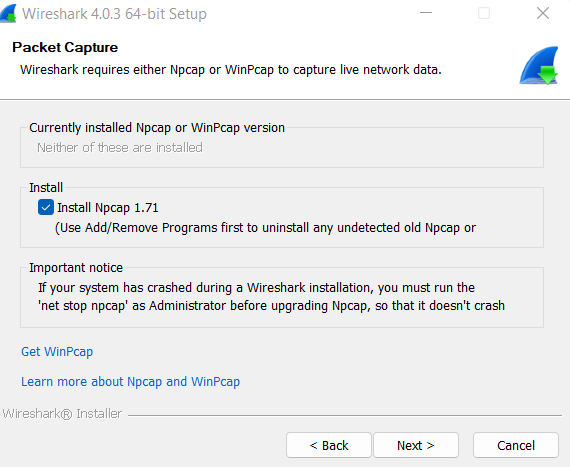 Wireshark 4.0.3 64-bit Setup
Packet Capture
Wireshark requires either Npcap or WinPcap to capture live network data.
Currently installed Npcap or WinPcap version
Neither of these are installed
Install
Install Npcap 1.71
(Use Add/Remove Programs first to uninstall any undetected old Npcap or
Important notice
If your system has crashed during a Wireshark installation, you must run the
'net stop npcap' as Administrator before upgrading Npcap, so that it doesn't crash
Get WinPcap
Learn more about Npcap and WinPcap
Wireshark® Installer
< Back
Next >
Cancel